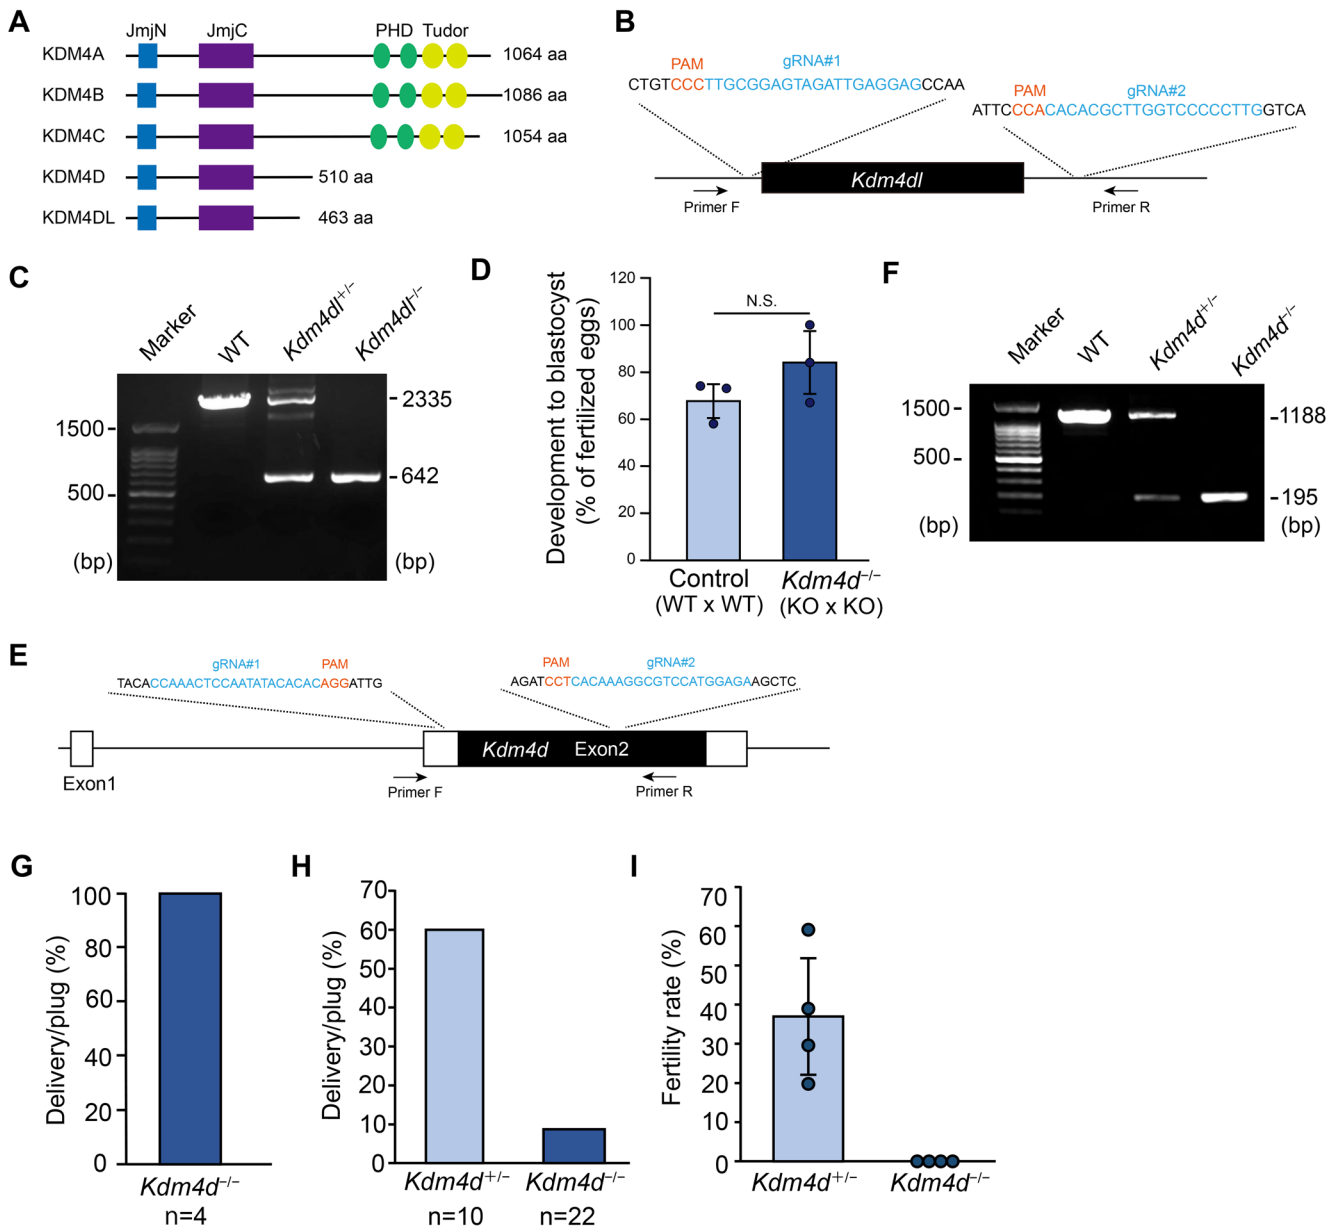 A
JmjN JmjC PHD Tudor
KDM4A 1064 aa
KDM4B 1086 aa
KDM4C 1054 aa
KDM4D 510 aa
KDM4DL 463 aa
B
PAM gRNA#1
CTGTCCCTTGCGGAGTAGATTGAGGAGCCAA
PAM gRNA#2
ATTCCCACACACGCTTGGTCCCCCTTGGTCA
Kdm4dl
Primer F Primer R
C
Marker WT Kdm4dl+/– Kdm4dl–/–
1500 500 (bp)
2335 642 (bp)
D
Development to blastocyst
(% of fertilized eggs)
120
100
80
60
40
20
0
N.S.
Control Kdm4d–/–
(WT x WT) (KO x KO)
F
Marker WT Kdm4d+/– Kdm4d–/–
1500 500 (bp)
1188 195 (bp)
E
gRNA#1 PAM
TACACCAAACTCCAATATACACACAGGATTG
PAM gRNA#2
AGATCCTCACAAAGGCGTCCATGGAGAAGCTC
Kdm4d Exon2
Exon1
Primer F Primer R
G
Delivery/plug (%)
100
80
60
40
20
0
Kdm4d–/–
n=4
H
Delivery/plug (%)
70
60
50
40
30
20
10
0
Kdm4d+/– Kdm4d–/–
n=10 n=22
I
Fertility rate (%)
70
60
50
40
30
20
10
0
Kdm4d+/– Kdm4d–/–